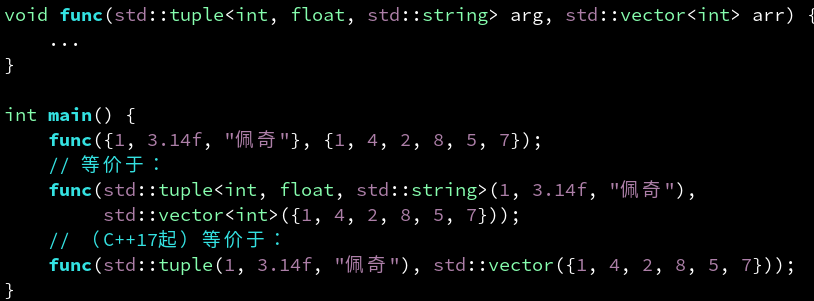 void func(std::tuple<int, float, std::string> arg, std::vector<int> arr) {
    ...
}

int main() {
    func({1, 3.14f, "佩奇"}, {1, 4, 2, 8, 5, 7});
    // 等价于：
    func(std::tuple<int, float, std::string>(1, 3.14f, "佩奇"),
         std::vector<int>({1, 4, 2, 8, 5, 7}));
    // （C++17起）等价于：
    func(std::tuple(1, 3.14f, "佩奇"), std::vector({1, 4, 2, 8, 5, 7}));
}